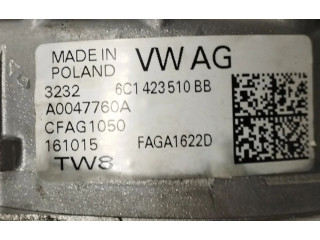 MADE IN
POLAND
VW AG
3232 6C1 423 510 BB
A0047760A
CFAG1050
161015 FAGA1622D
TW8